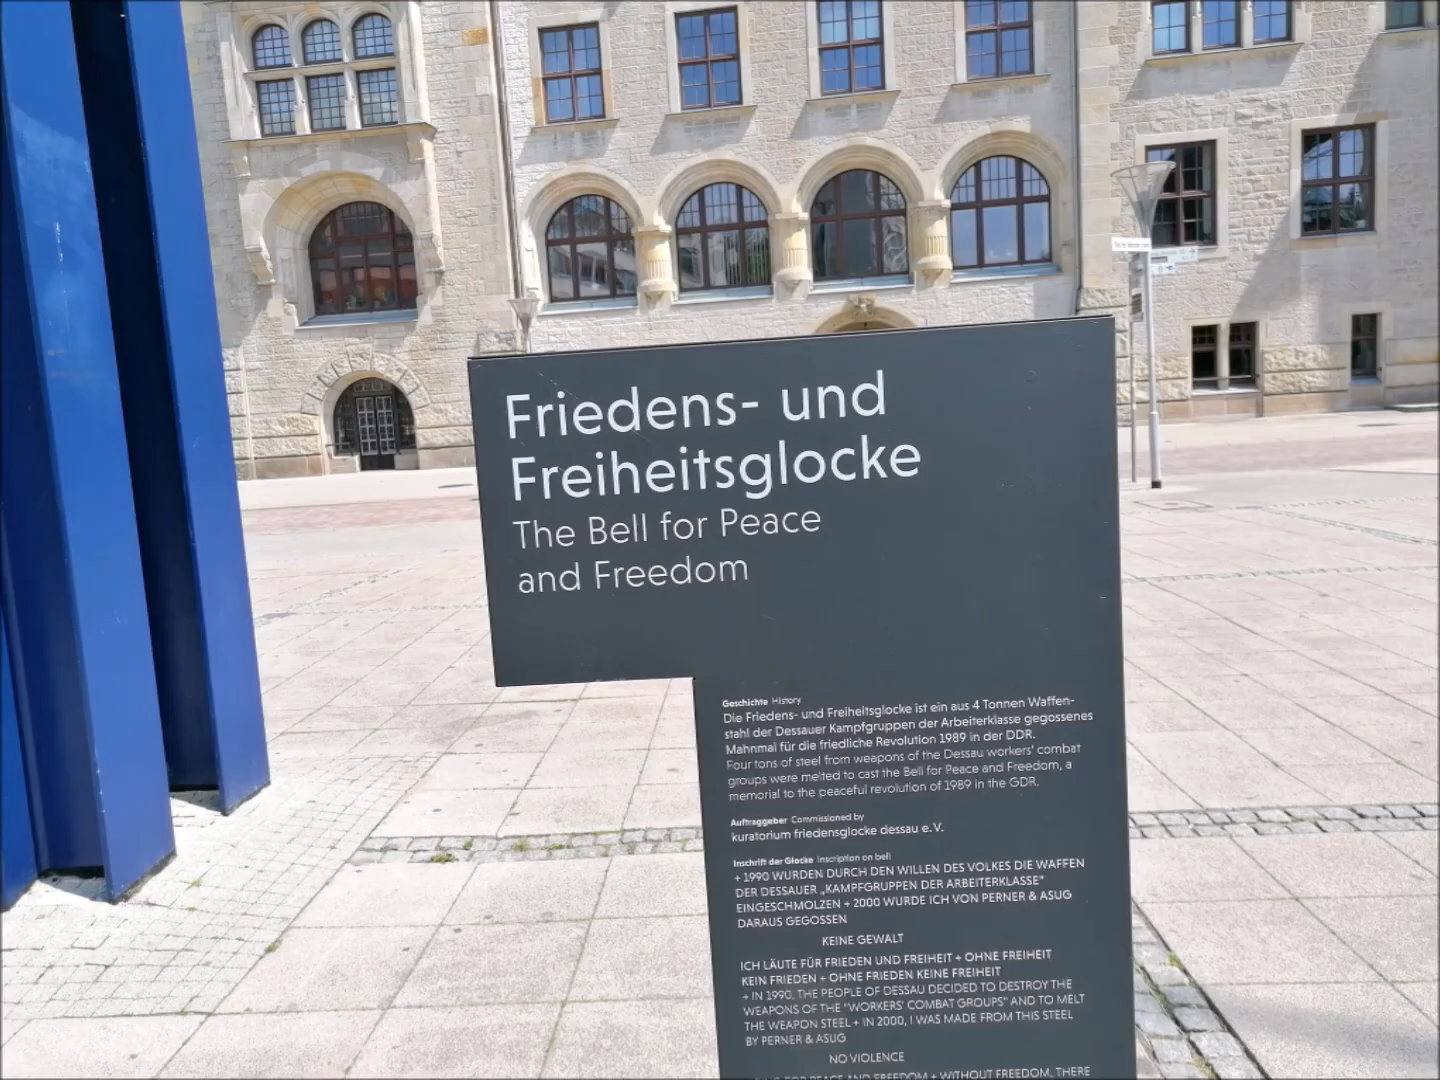 Friedens- und
Freiheitsglocke
The Bell for Peace
and Freedom
Geschichte History
Die Friedens- und Freiheitsglocke ist ein aus 4 Tonnen Waffen-
stahl der Dessauer Kampfgruppen der Arbeiterklasse gegossenes
Mahnmal für die friedliche Revolution 1989 in der DDR.
Four tons of steel from weapons of the Dessau workers' combat
groups were melted to cast the Bell for Peace and Freedom, a
memorial to the peaceful revolution of 1989 in the GDR.
Auftraggeber Commissioned by
kuratorium friedensglocke dessau e.V.
Inschrift der Glocke Inscription on bell
+ 1990 WURDEN DURCH DEN WILLEN DES VOLKES DIE WAFFEN
DER DESSAUER „KAMPFGRUPPEN DER ARBEITERKLASSE“
EINGESCHMOLZEN + 2000 WURDE ICH VON PERNER & ASUG
DARAUS GEGOSSEN
KEINE GEWALT
ICH LÄUTE FÜR FRIEDEN UND FREIHEIT + OHNE FREIHEIT
KEIN FRIEDEN + OHNE FRIEDEN KEINE FREIHEIT
+ IN 1990, THE PEOPLE OF DESSAU DECIDED TO DESTROY THE
WEAPONS OF THE "WORKERS' COMBAT GROUPS" AND TO MELT
THE WEAPON STEEL + IN 2000, I WAS MADE FROM THIS STEEL
BY PERNER & ASUG
NO VIOLENCE
FOR PEACE AND FREEDOM + WITHOUT FREEDOM, THERE